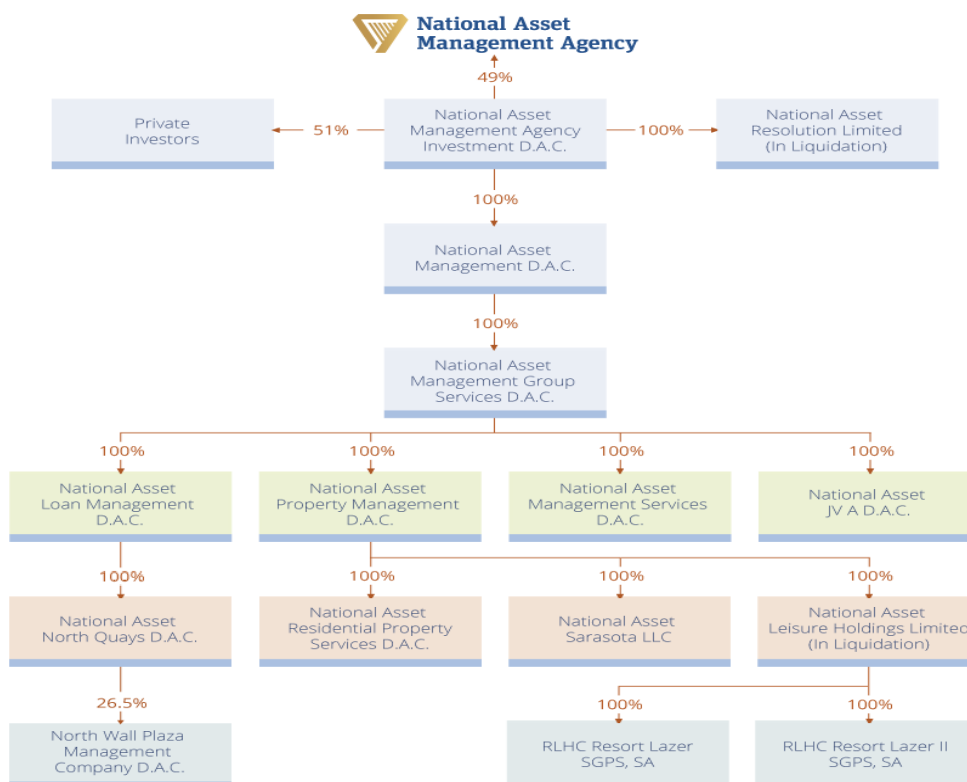 National Asset
Management Agency
49%
Private
Investors
51%
National Asset
Management Agency
Investment D.A.C.
100%
National Asset
Resolution Limited
(In Liquidation)
100%
National Asset
Management D.A.C.
100%
National Asset
Management Group
Services D.A.C.
100%
100%
100%
100%
National Asset
Loan Management
D.A.C.
National Asset
Property Management
D.A.C.
National Asset
Management Services
D.A.C.
National Asset
JV A D.A.C.
100%
100%
100%
100%
National Asset
North Quays D.A.C.
National Asset
Residential Property
Services D.A.C.
National Asset
Sarasota LLC
National Asset
Leisure Holdings Limited
(In Liquidation)
26.5%
100%
100%
North Wall Plaza
Management
Company D.A.C.
RLHC Resort Lazer
SGPS, SA
RLHC Resort Lazer II
SGPS, SA